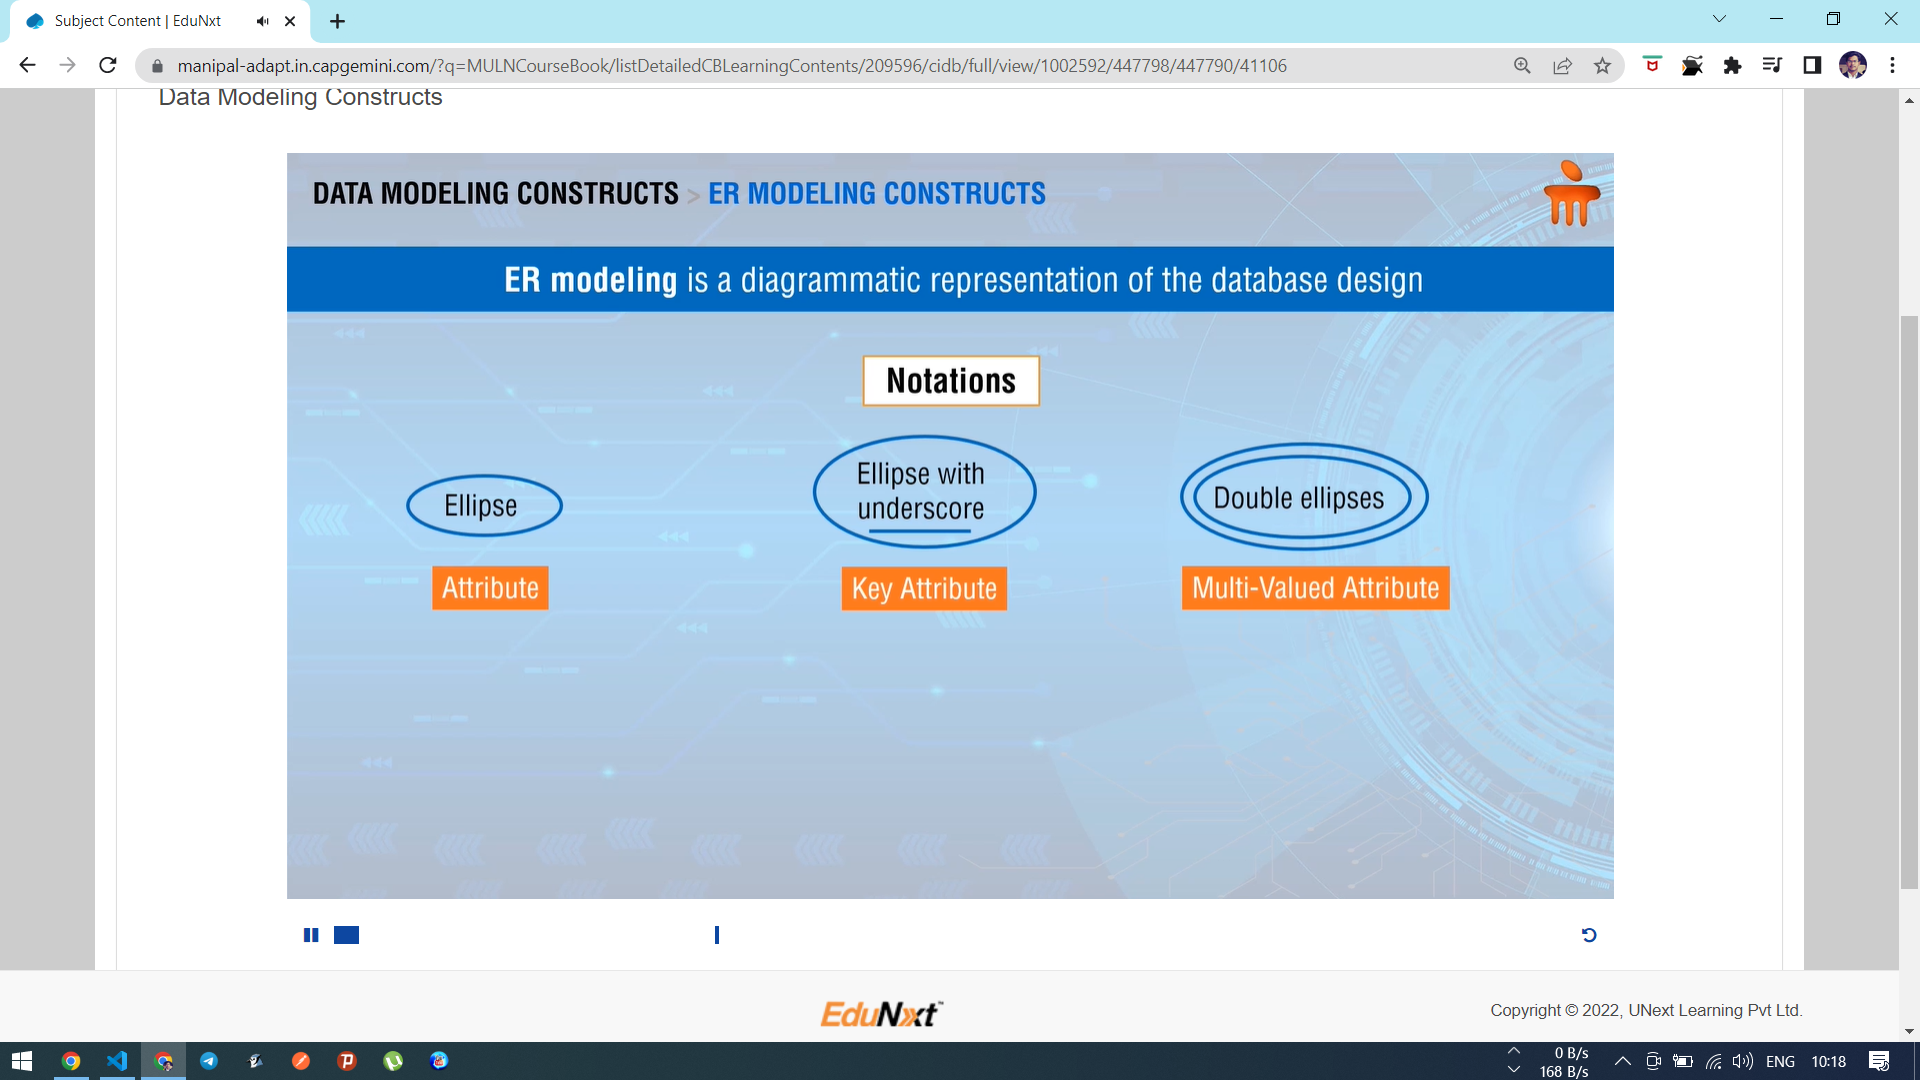 Subject Content | EduNxt
manipal-adapt.in.capgemini.com/?q=MULNCourseBook/listDetailedCBLearningContents/209596/cidb/full/view/1002592/447798/447790/41106
Data Modeling Constructs
DATA MODELING CONSTRUCTS > ER MODELING CONSTRUCTS
ER modeling is a diagrammatic representation of the database design
Notations
Ellipse
Ellipse with
underscore
Double ellipses
Attribute
Key Attribute
Multi-Valued Attribute
EduNxt™
Copyright © 2022, UNext Learning Pvt Ltd.
0 B/s
168 B/s
ENG
10:18